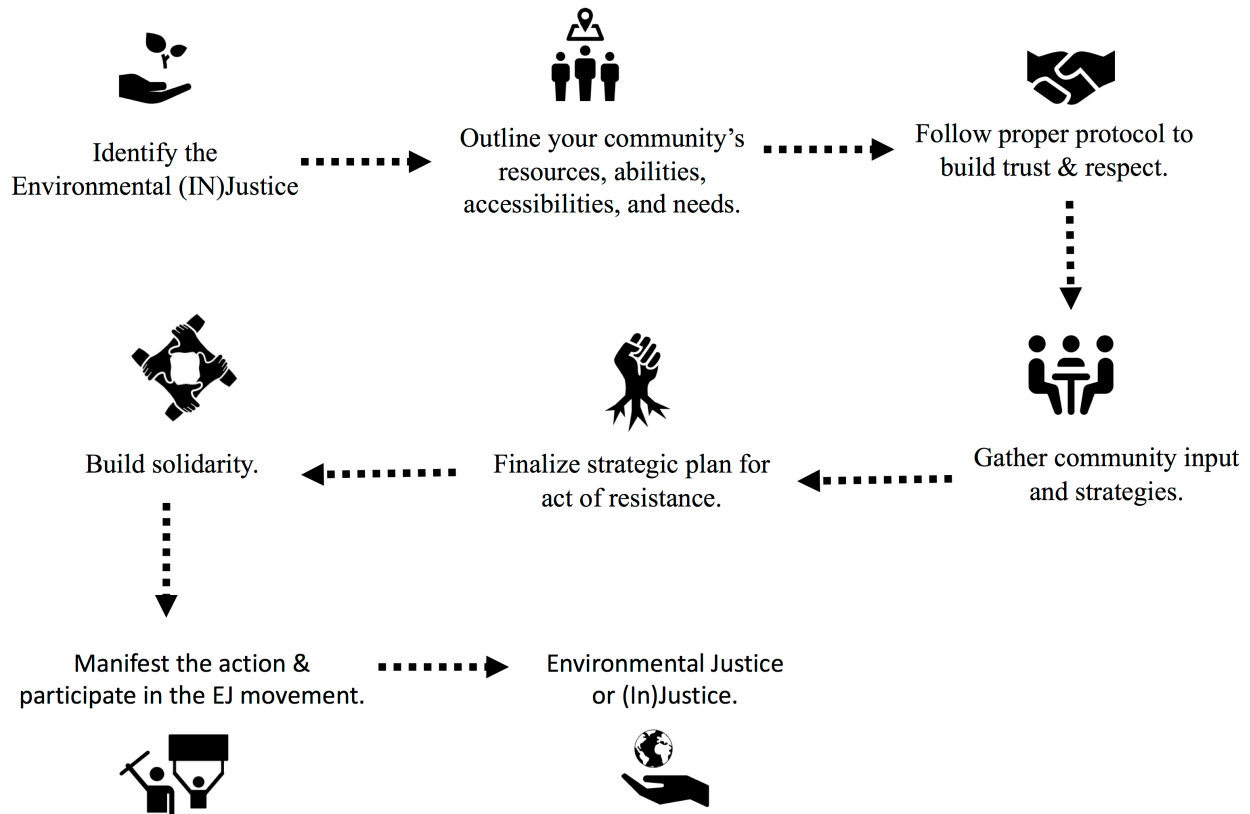 Identify the
Environmental (IN)Justice
Outline your community’s
resources, abilities,
accessibilities, and needs.
Follow proper protocol to
build trust & respect.
Gather community input
and strategies.
Finalize strategic plan for
act of resistance.
Build solidarity.
Manifest the action &
participate in the EJ movement.
Environmental Justice
or (In)Justice.